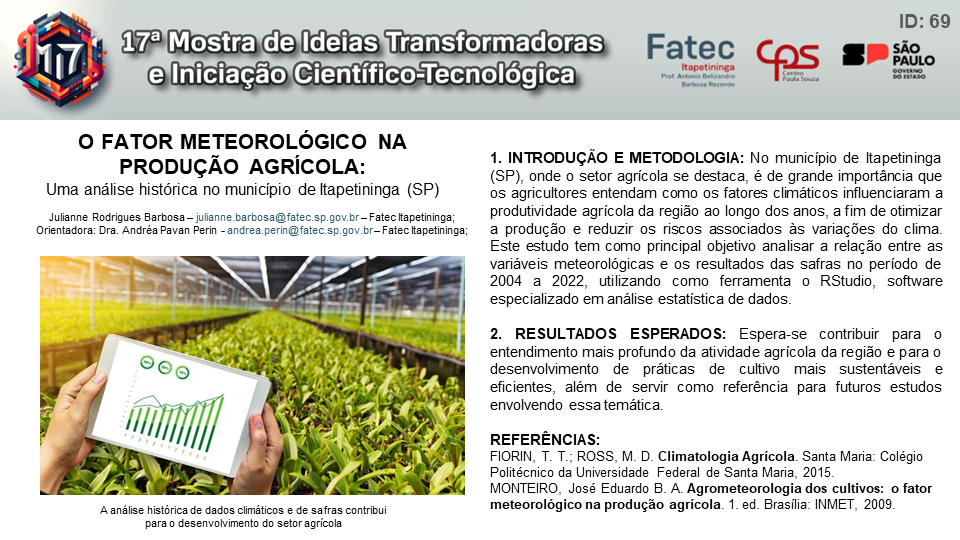 ID: 69
M17
17ª Mostra de Ideias Transformadoras
e Iniciação Científico-Tecnológica
Fatec
Itapetininga
Prof. Antonio Belizandro
Barbosa Rezende
CPS
Centro
Paula Souza
SP
SÃO PAULO
GOVERNO
DO ESTADO
O FATOR METEOROLÓGICO NA
PRODUÇÃO AGRÍCOLA:
Uma análise histórica no município de Itapetininga (SP)
Julianne Rodrigues Barbosa – julianne.barbosa@fatec.sp.gov.br – Fatec Itapetininga;
Orientadora: Dra. Andréa Pavan Perin - andrea.perin@fatec.sp.gov.br– Fatec Itapetininga;
A análise histórica de dados climáticos e de safras contribui
para o desenvolvimento do setor agrícola
1. INTRODUÇÃO E METODOLOGIA: No município de Itapetininga
(SP), onde o setor agrícola se destaca, é de grande importância que
os agricultores entendam como os fatores climáticos influenciaram a
produtividade agrícola da região ao longo dos anos, a fim de otimizar
a produção e reduzir os riscos associados às variações do clima.
Este estudo tem como principal objetivo analisar a relação entre as
variáveis meteorológicas e os resultados das safras no período de
2004 a 2022, utilizando como ferramenta o RStudio, software
especializado em análise estatística de dados.
2. RESULTADOS ESPERADOS: Espera-se contribuir para o
entendimento mais profundo da atividade agrícola da região e para o
desenvolvimento de práticas de cultivo mais sustentáveis e
eficientes, além de servir como referência para futuros estudos
envolvendo essa temática.
REFERÊNCIAS:
FIORIN, T. T.; ROSS, M. D. Climatologia Agrícola. Santa Maria: Colégio
Politécnico da Universidade Federal de Santa Maria, 2015.
MONTEIRO, José Eduardo B. A. Agrometeorologia dos cultivos: o fator
meteorológico na produção agrícola. 1. ed. Brasília: INMET, 2009.